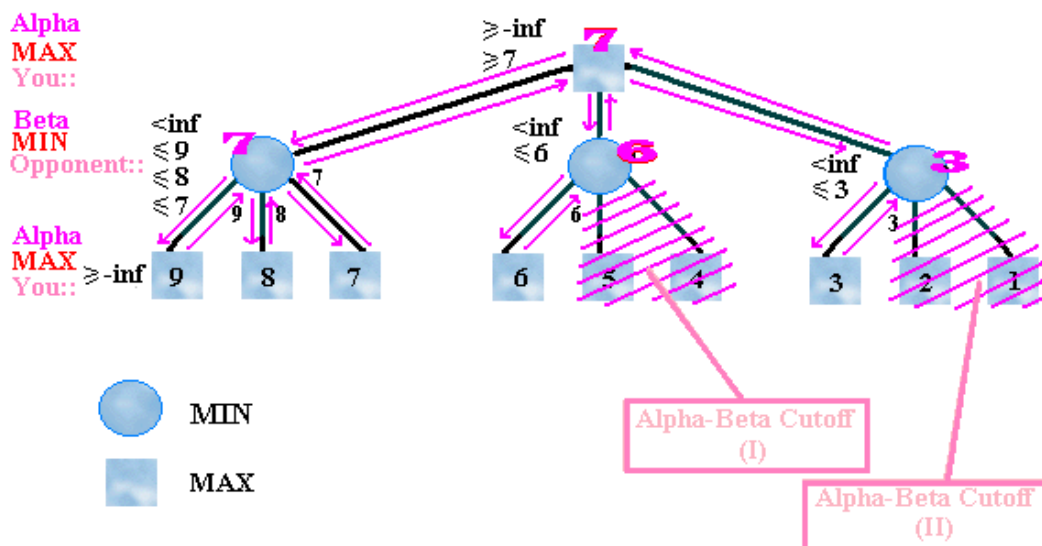 Alpha
MAX
You::
≥-inf
≥7
7
Beta
MIN
Opponent::
<inf
≤9
≤8
≤7
7
9
8
7
<inf
≤6
6
6
<inf
≤3
3
3
Alpha
MAX
You::
≥-inf
9
8
7
6
5
4
3
2
1
MIN
MAX
Alpha-Beta Cutoff
(I)
Alpha-Beta Cutoff
(II)